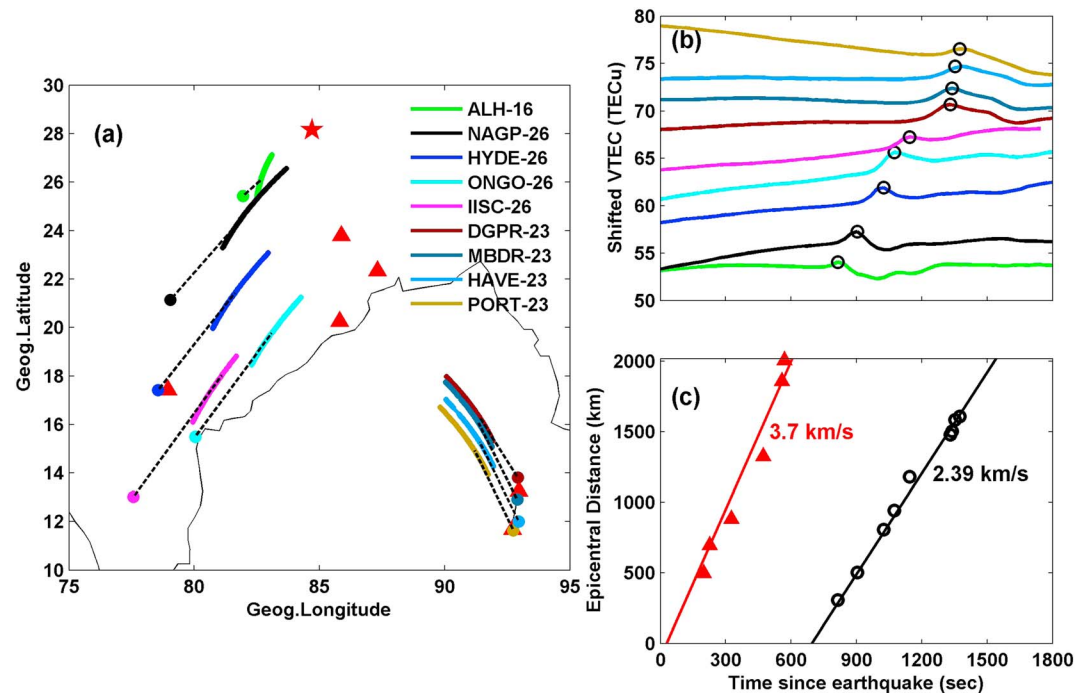 (a)
30
28
26
24
22
20
18
16
14
12
10
Geog.Latitude
75
80
85
90
95
Geog.Longitude
ALH-16
NAGP-26
HYDE-26
ONGO-26
IISC-26
DGPR-23
MBDR-23
HAVE-23
PORT-23
(b)
80
75
70
65
60
55
50
Shifted VTEC (TECu)
(c)
2000
1500
1000
500
0
Epicentral Distance (km)
3.7 km/s
2.39 km/s
0
300
600
900
1200
1500
1800
Time since earthquake (sec)